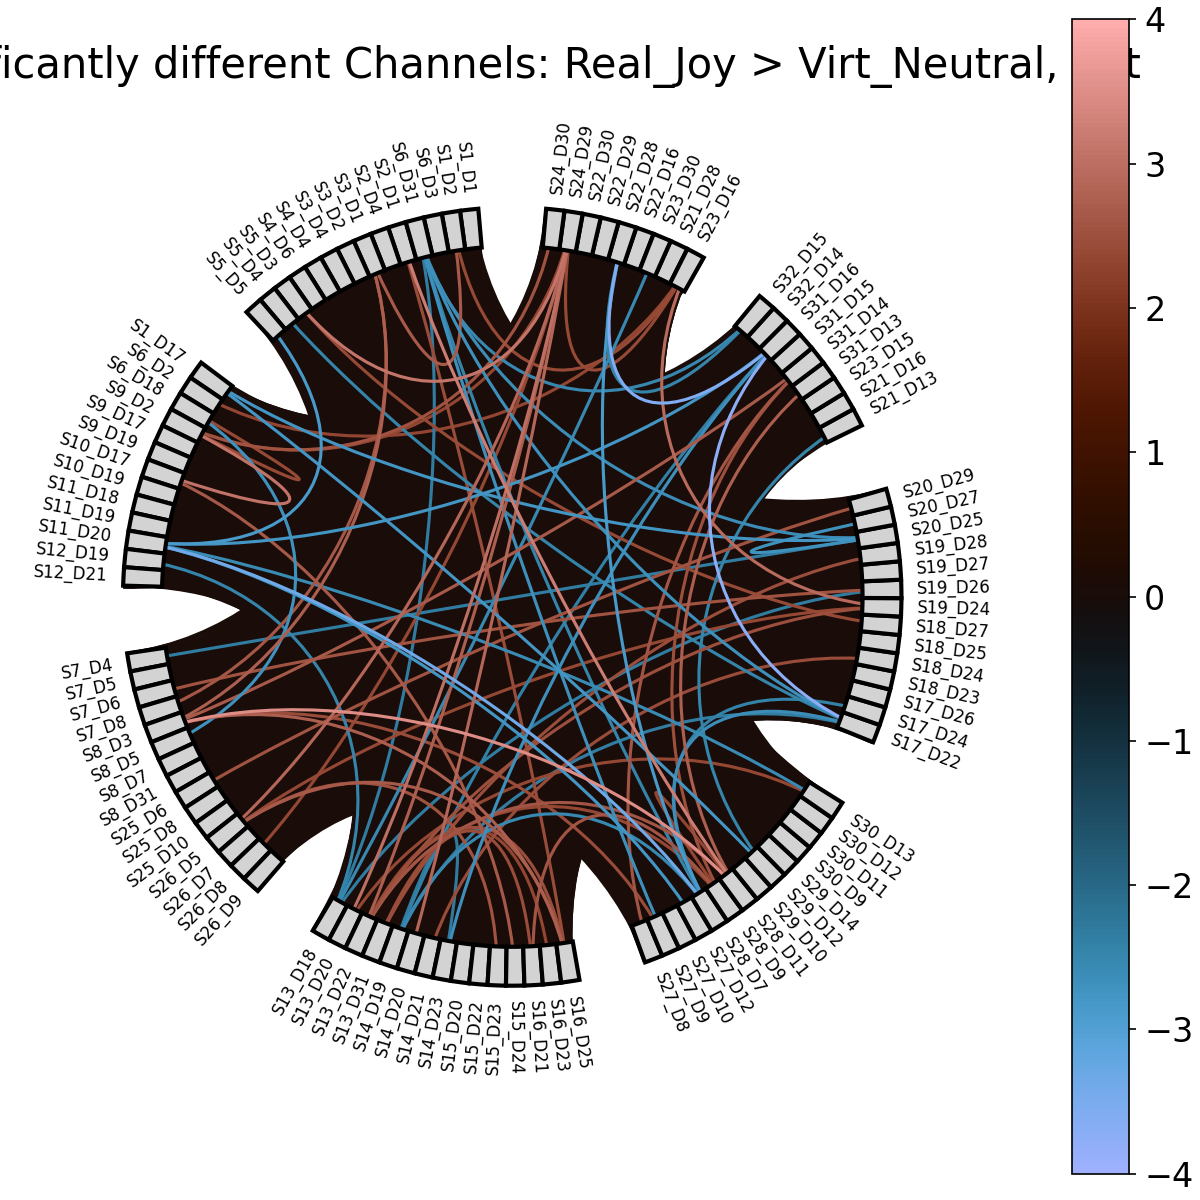 ficantly different Channels: Real_Joy > Virt_Neutral, t
S24_D30
S24_D29
S22_D30
S22_D29
S22_D28
S22_D16
S23_D30
S21_D28
S23_D16
S32_D15
S32_D14
S31_D16
S31_D15
S31_D14
S31_D13
S23_D15
S21_D16
S21_D13
S20_D29
S20_D27
S20_D25
S19_D28
S19_D27
S19_D26
S19_D24
S18_D27
S18_D25
S18_D24
S18_D23
S17_D26
S17_D24
S17_D22
S30_D13
S30_D12
S30_D11
S30_D9
S29_D14
S29_D12
S29_D10
S28_D11
S28_D9
S28_D7
S27_D12
S27_D10
S27_D9
S27_D8
S16_D25
S16_D23
S16_D21
S15_D24
S15_D23
S15_D22
S15_D20
S14_D23
S14_D21
S14_D20
S14_D19
S13_D31
S13_D22
S13_D20
S13_D18
S26_D9
S26_D8
S26_D7
S26_D5
S25_D10
S25_D8
S25_D6
S8_D31
S8_D7
S8_D5
S8_D3
S7_D8
S7_D6
S7_D5
S7_D4
S12_D21
S12_D19
S11_D20
S11_D19
S11_D18
S10_D19
S10_D17
S9_D19
S9_D17
S9_D2
S6_D18
S6_D2
S1_D17
S5_D5
S5_D4
S5_D3
S4_D6
S4_D4
S3_D4
S3_D2
S3_D1
S2_D4
S2_D1
S6_D31
S6_D3
S1_D2
S1_D1
4
3
2
1
0
−1
−2
−3
−4